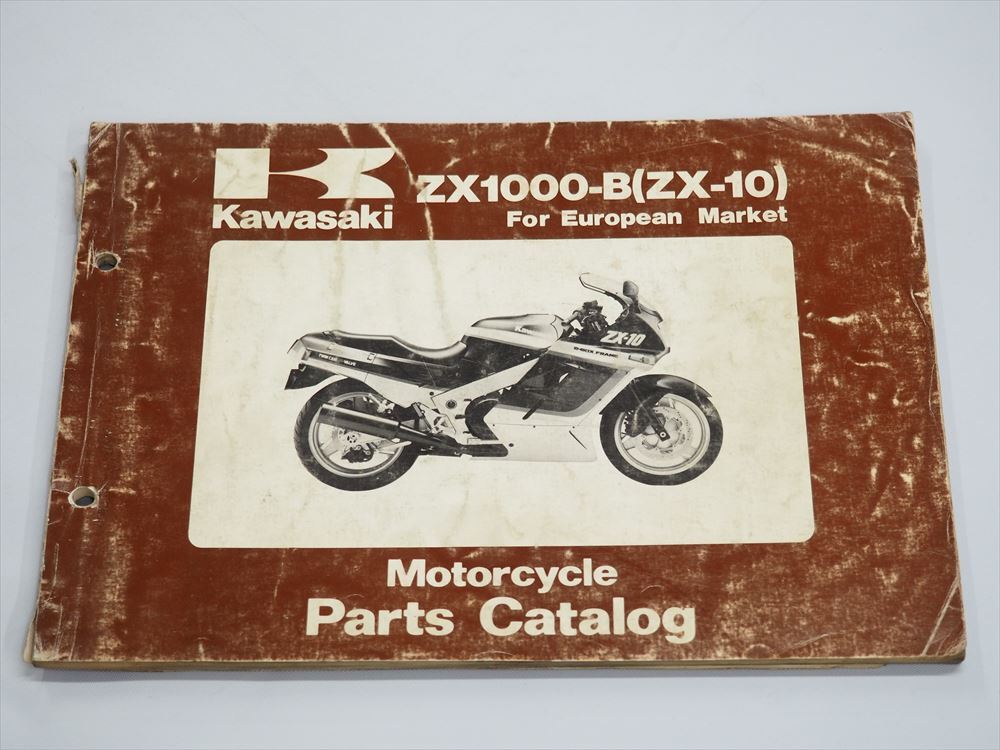 Kawasaki
ZX1000-B(ZX-10)
For European Market
ZX-10
Motorcycle
Parts Catalog